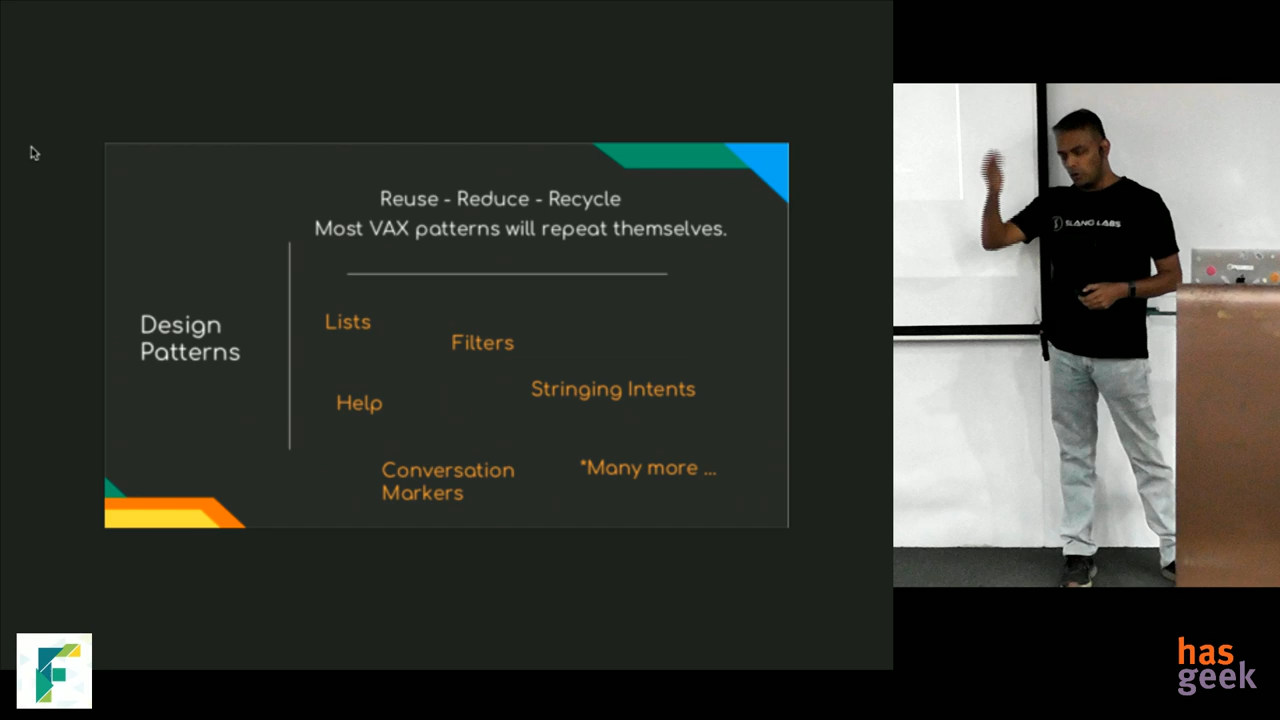 Reuse - Reduce - Recycle
Most VAX patterns will repeat themselves.
Design
Patterns
Lists
Filters
Stringing Intents
Help
Conversation
Markers
*Many more ...
SLANG LABS
F
has
geek